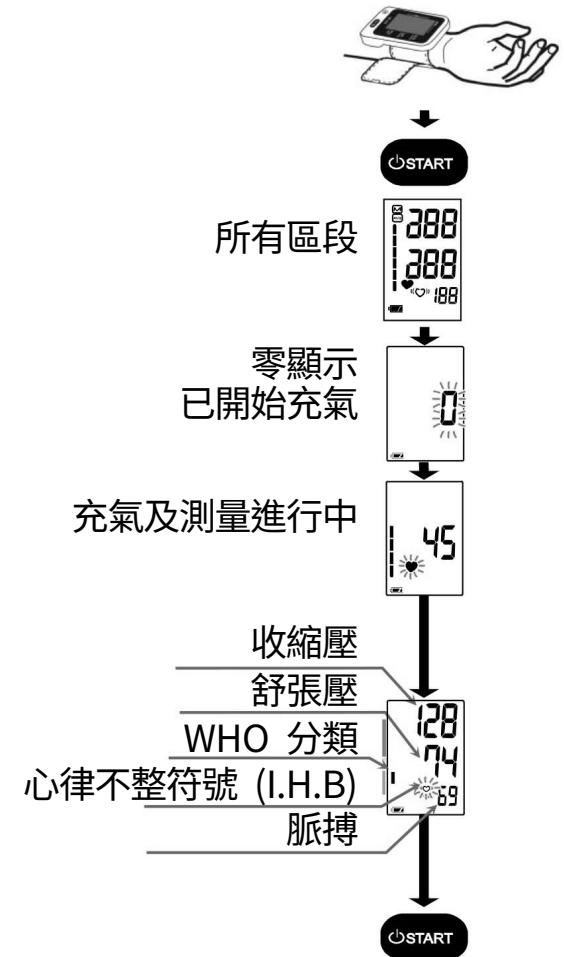 START
所有區段
288
288
188
零顯示
已開始充氣
0
充氣及測量進行中
45
收縮壓
128
舒張壓
74
WHO 分類
心律不整符號 (I.H.B)
69
脈搏
START